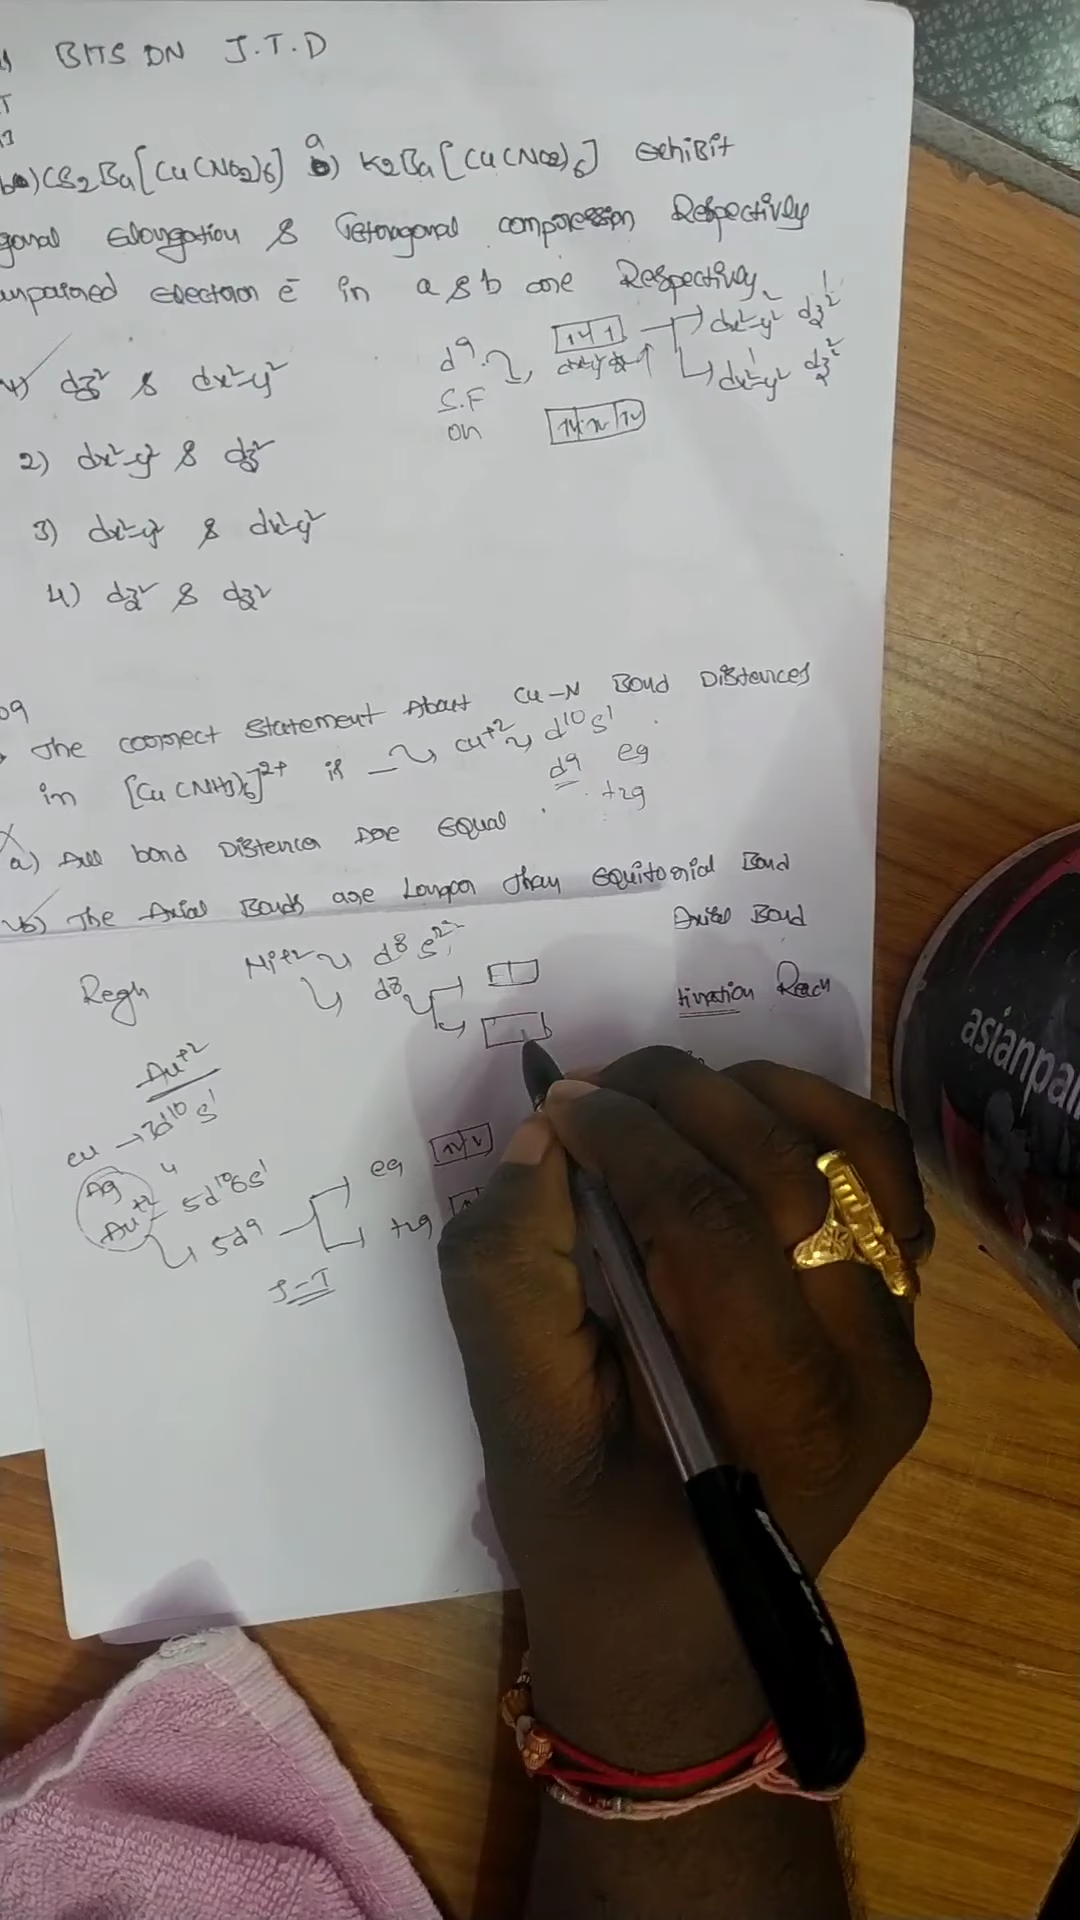 BITS ON J.T.D
Cs2Ba[Cu(NO2)6] a) K2Ba[Cu(NO2)6] ExhiBit
gonal Elongation & Tetragonal compression Respectively
unpaired electron e in a & b are Respectively
1) dz² & dx²-y²
d9
S.F
on
dx²-y² dz²
dx²-y² dz²
2) dx²-y² & dz²
3) dx²-y² & dx²-y²
4) dz² & dz²
09
The correct statement About Cu-N Bond Distances
in [Cu(NH3)6]2+ is Cu+2 d10 s1
d9 eg
t2g
a) All bond Distances Are Equal
b) The Axial Bonds are Longer than Equitorial Bond
Axial Bond
Ni+2 d8 s2
d8
tination Reacn
Au+2
Cu → 3d10 s1
Ag
Au+2 = 5d10 6s1
5d9
eg
t2g
J-T
asianpai